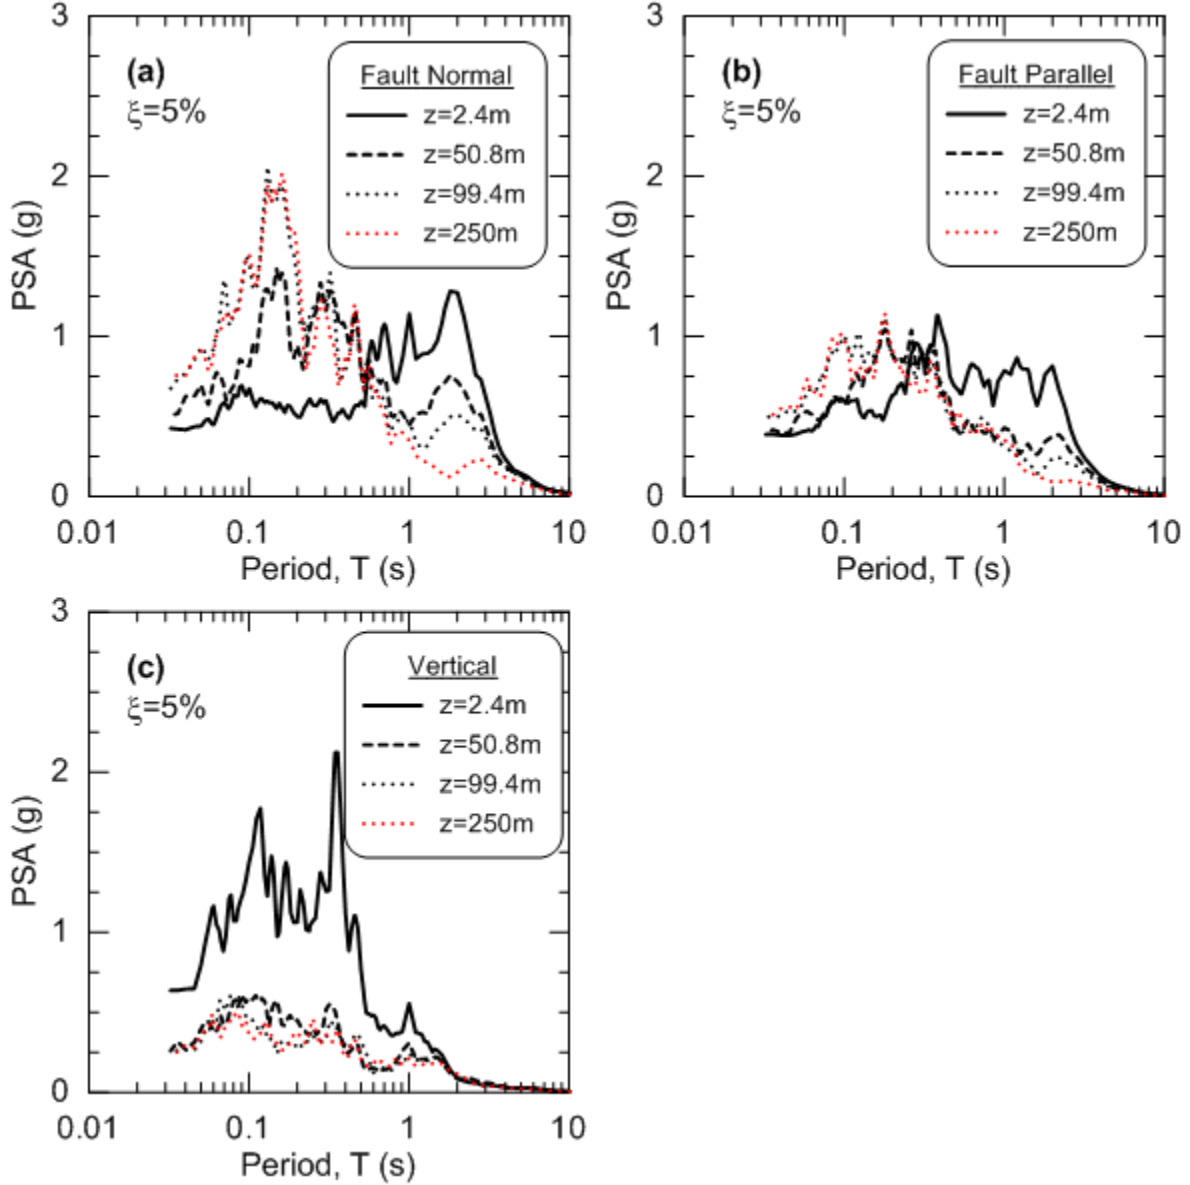 3
(a)
ξ=5%
Fault Normal
z=2.4m
z=50.8m
z=99.4m
z=250m
2
PSA (g)
1
0
0.01
0.1
1
10
Period, T (s)
3
(b)
ξ=5%
Fault Parallel
z=2.4m
z=50.8m
z=99.4m
z=250m
2
PSA (g)
1
0
0.01
0.1
1
10
Period, T (s)
3
(c)
ξ=5%
Vertical
z=2.4m
z=50.8m
z=99.4m
z=250m
2
PSA (g)
1
0
0.01
0.1
1
10
Period, T (s)